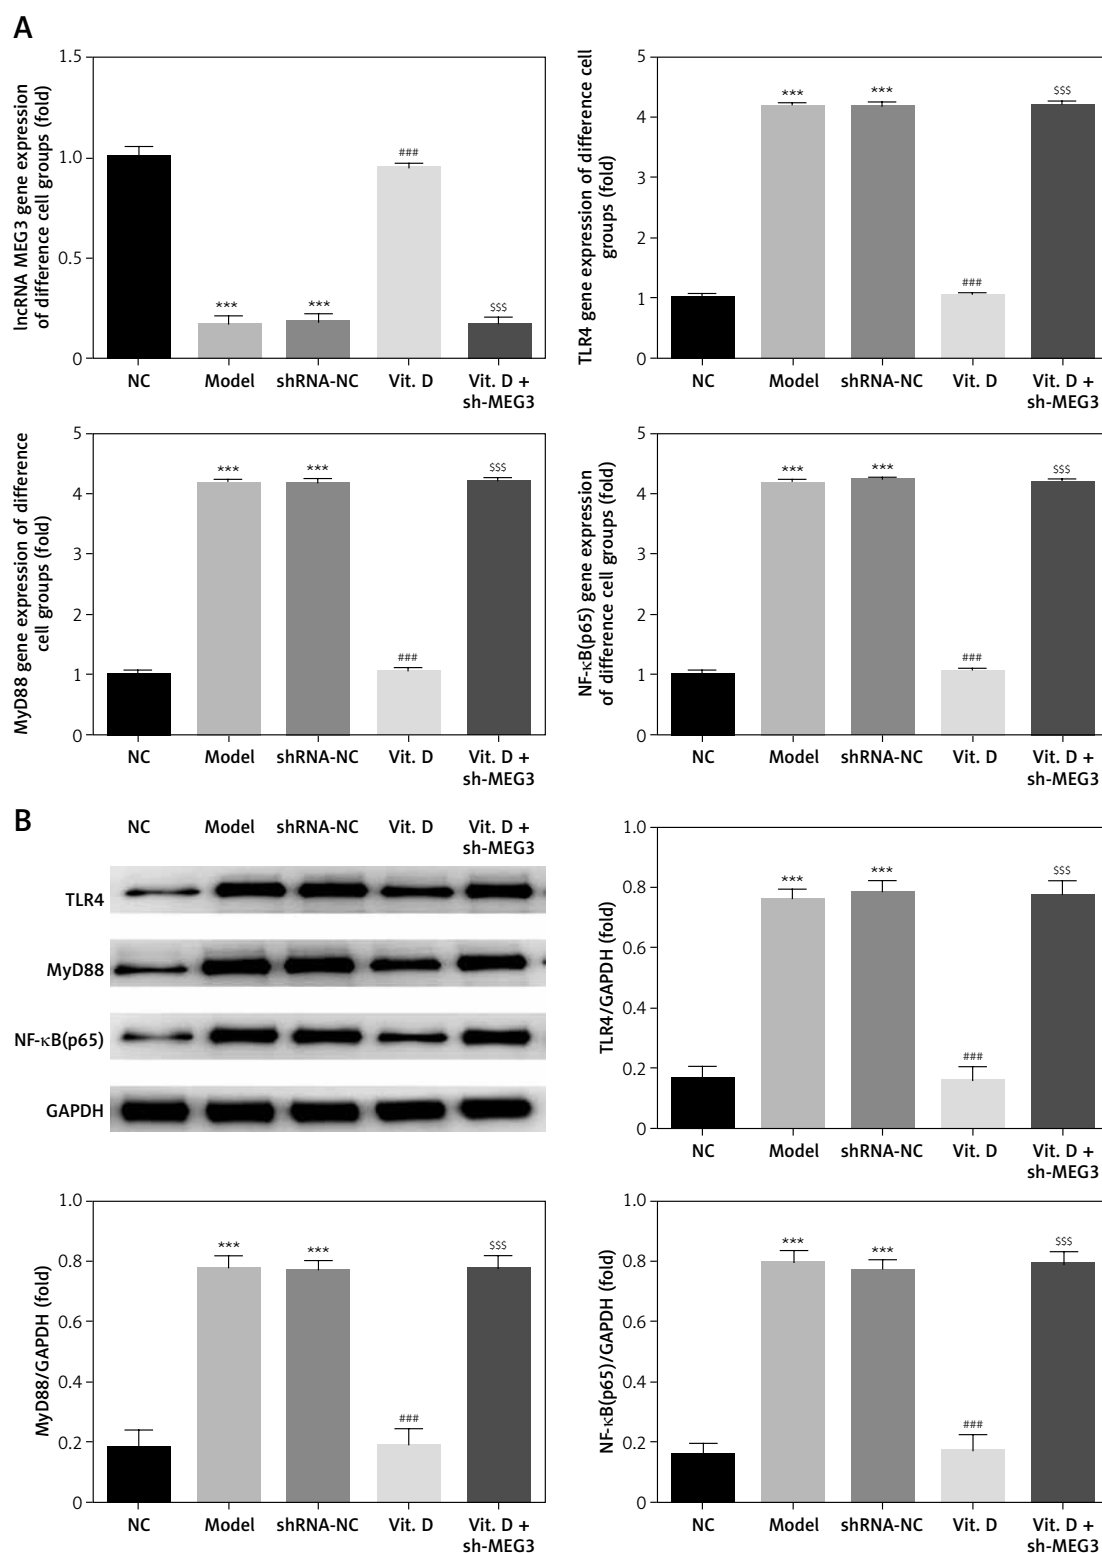 A
lncRNA MEG3 gene expression
of difference cell groups (fold)
1.5
1.0
0.5
0
***
***
###
$$$
NC
Model
shRNA-NC
Vit. D
Vit. D +
sh-MEG3
TLR4 gene expression of difference cell
groups (fold)
5
4
3
2
1
0
***
***
###
$$$
NC
Model
shRNA-NC
Vit. D
Vit. D +
sh-MEG3
MyD88 gene expression of difference
cell groups (fold)
5
4
3
2
1
0
***
***
###
$$$
NC
Model
shRNA-NC
Vit. D
Vit. D +
sh-MEG3
NF-κB(p65) gene expression
of difference cell groups (fold)
5
4
3
2
1
0
***
***
###
$$$
NC
Model
shRNA-NC
Vit. D
Vit. D +
sh-MEG3
B
NC
Model
shRNA-NC
Vit. D
Vit. D +
sh-MEG3
TLR4
MyD88
NF-κB(p65)
GAPDH
TLR4/GAPDH (fold)
1.0
0.8
0.6
0.4
0.2
0
***
***
###
$$$
NC
Model
shRNA-NC
Vit. D
Vit. D +
sh-MEG3
MyD88/GAPDH (fold)
1.0
0.8
0.6
0.4
0.2
0
***
***
###
$$$
NC
Model
shRNA-NC
Vit. D
Vit. D +
sh-MEG3
NF-κB(p65)/GAPDH (fold)
1.0
0.8
0.6
0.4
0.2
0
***
***
###
$$$
NC
Model
shRNA-NC
Vit. D
Vit. D +
sh-MEG3